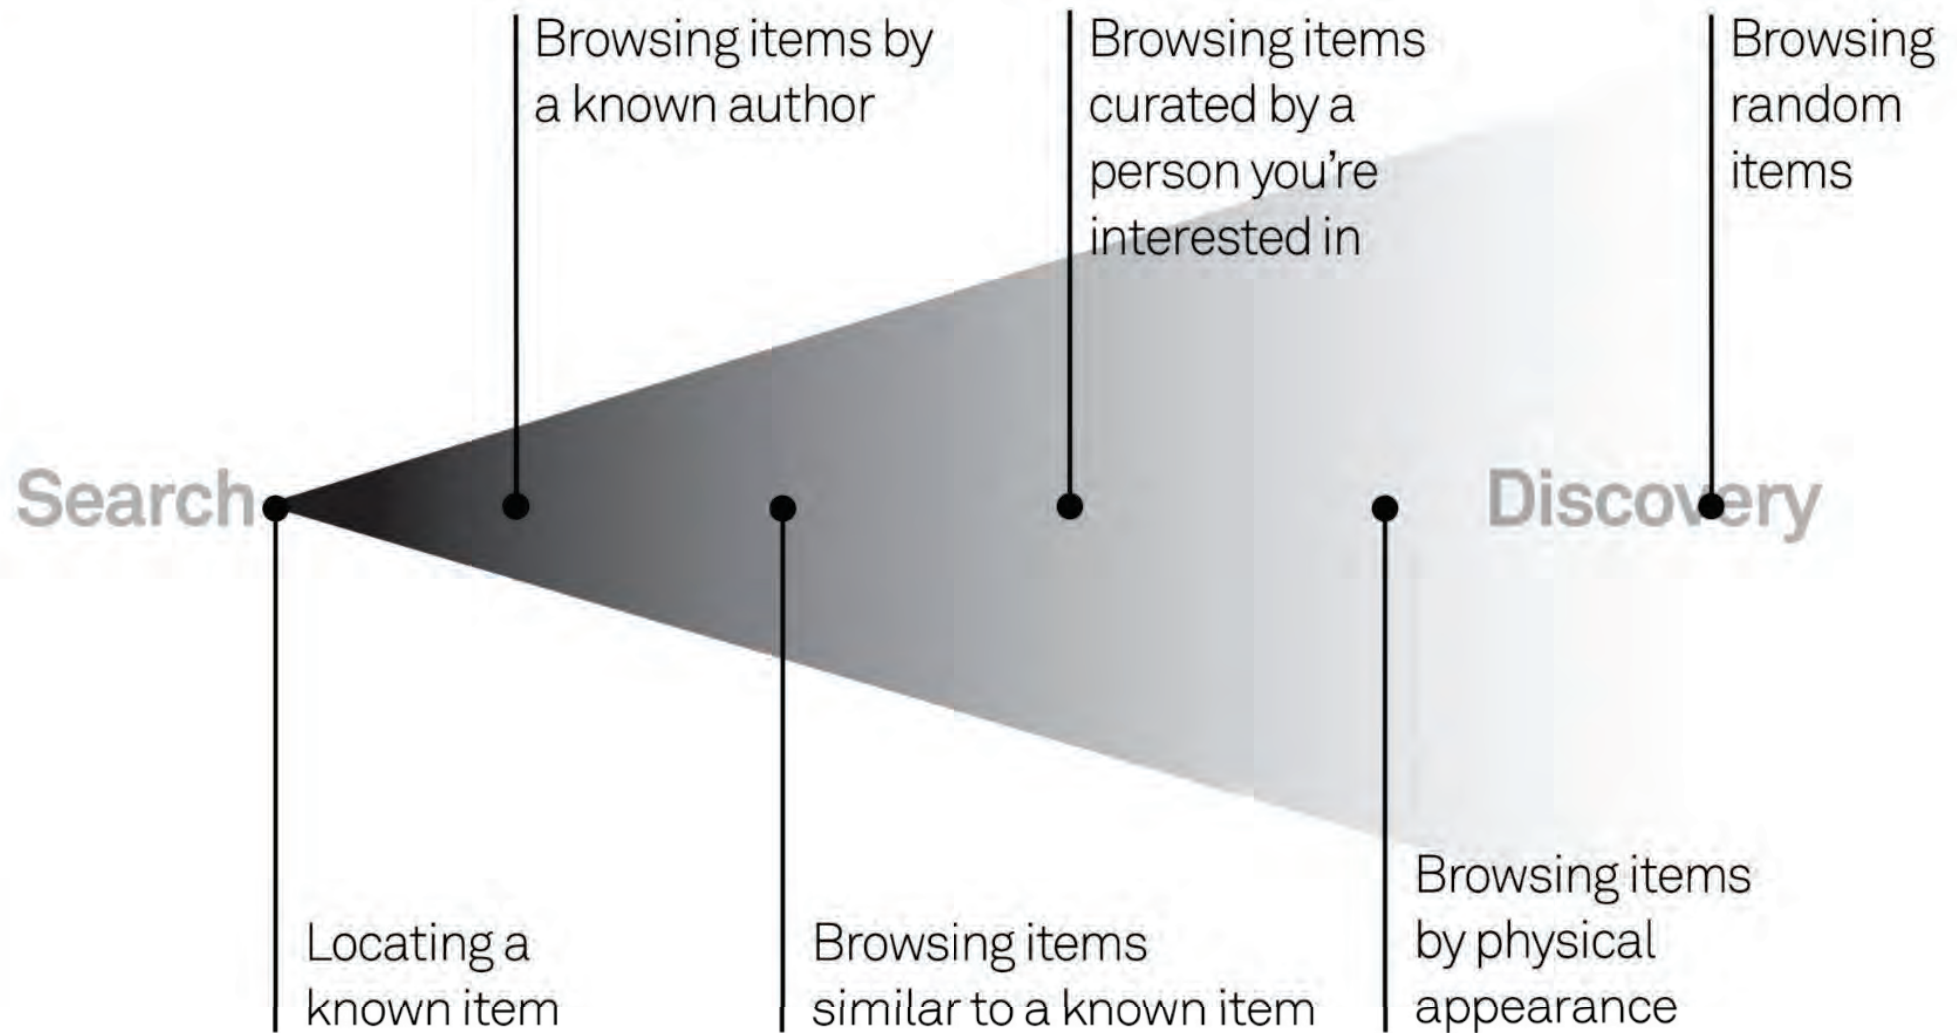 Browsing items by
a known author
Browsing items
curated by a
person you're
interested in
Browsing
random
items
Search
Discovery
Locating a
known item
Browsing items
similar to a known item
Browsing items
by physical
appearance